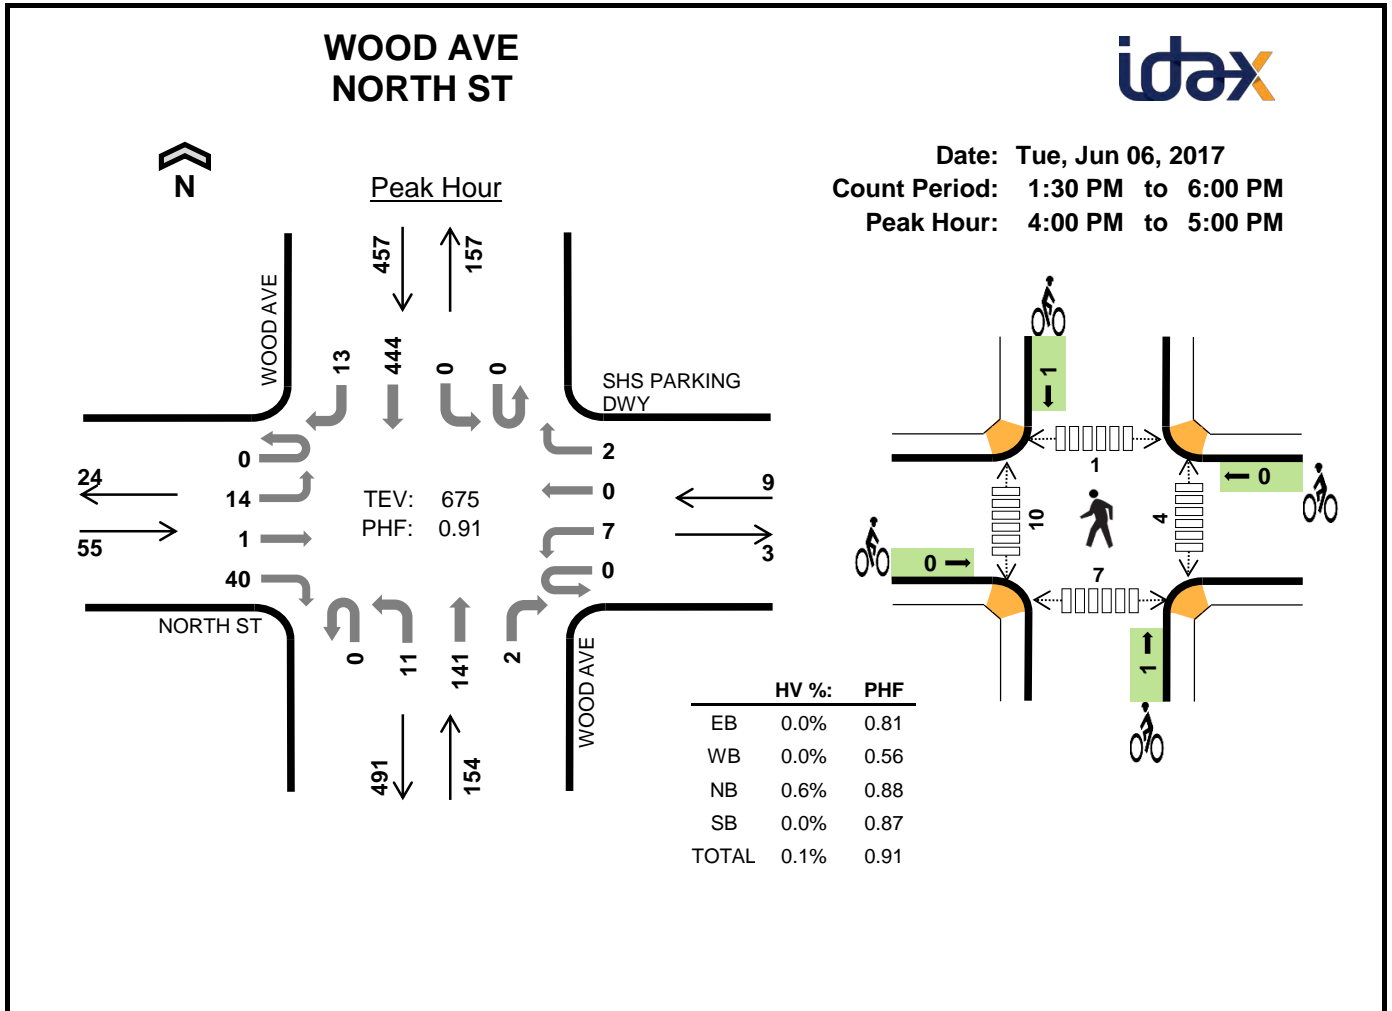 WOOD AVE
NORTH ST
idax
Date: Tue, Jun 06, 2017
Count Period: 1:30 PM to 6:00 PM
Peak Hour: 4:00 PM to 5:00 PM
N
Peak Hour
457
157
WOOD AVE
13
444
0
0
SHS PARKING
DWY
0
14
1
40
24
55
TEV: 675
PHF: 0.91
2
0
7
0
9
3
NORTH ST
0
11
141
2
WOOD AVE
491
154
1
0
1
10
4
0
7
1
HV %: PHF
EB 0.0% 0.81
WB 0.0% 0.56
NB 0.6% 0.88
SB 0.0% 0.87
TOTAL 0.1% 0.91